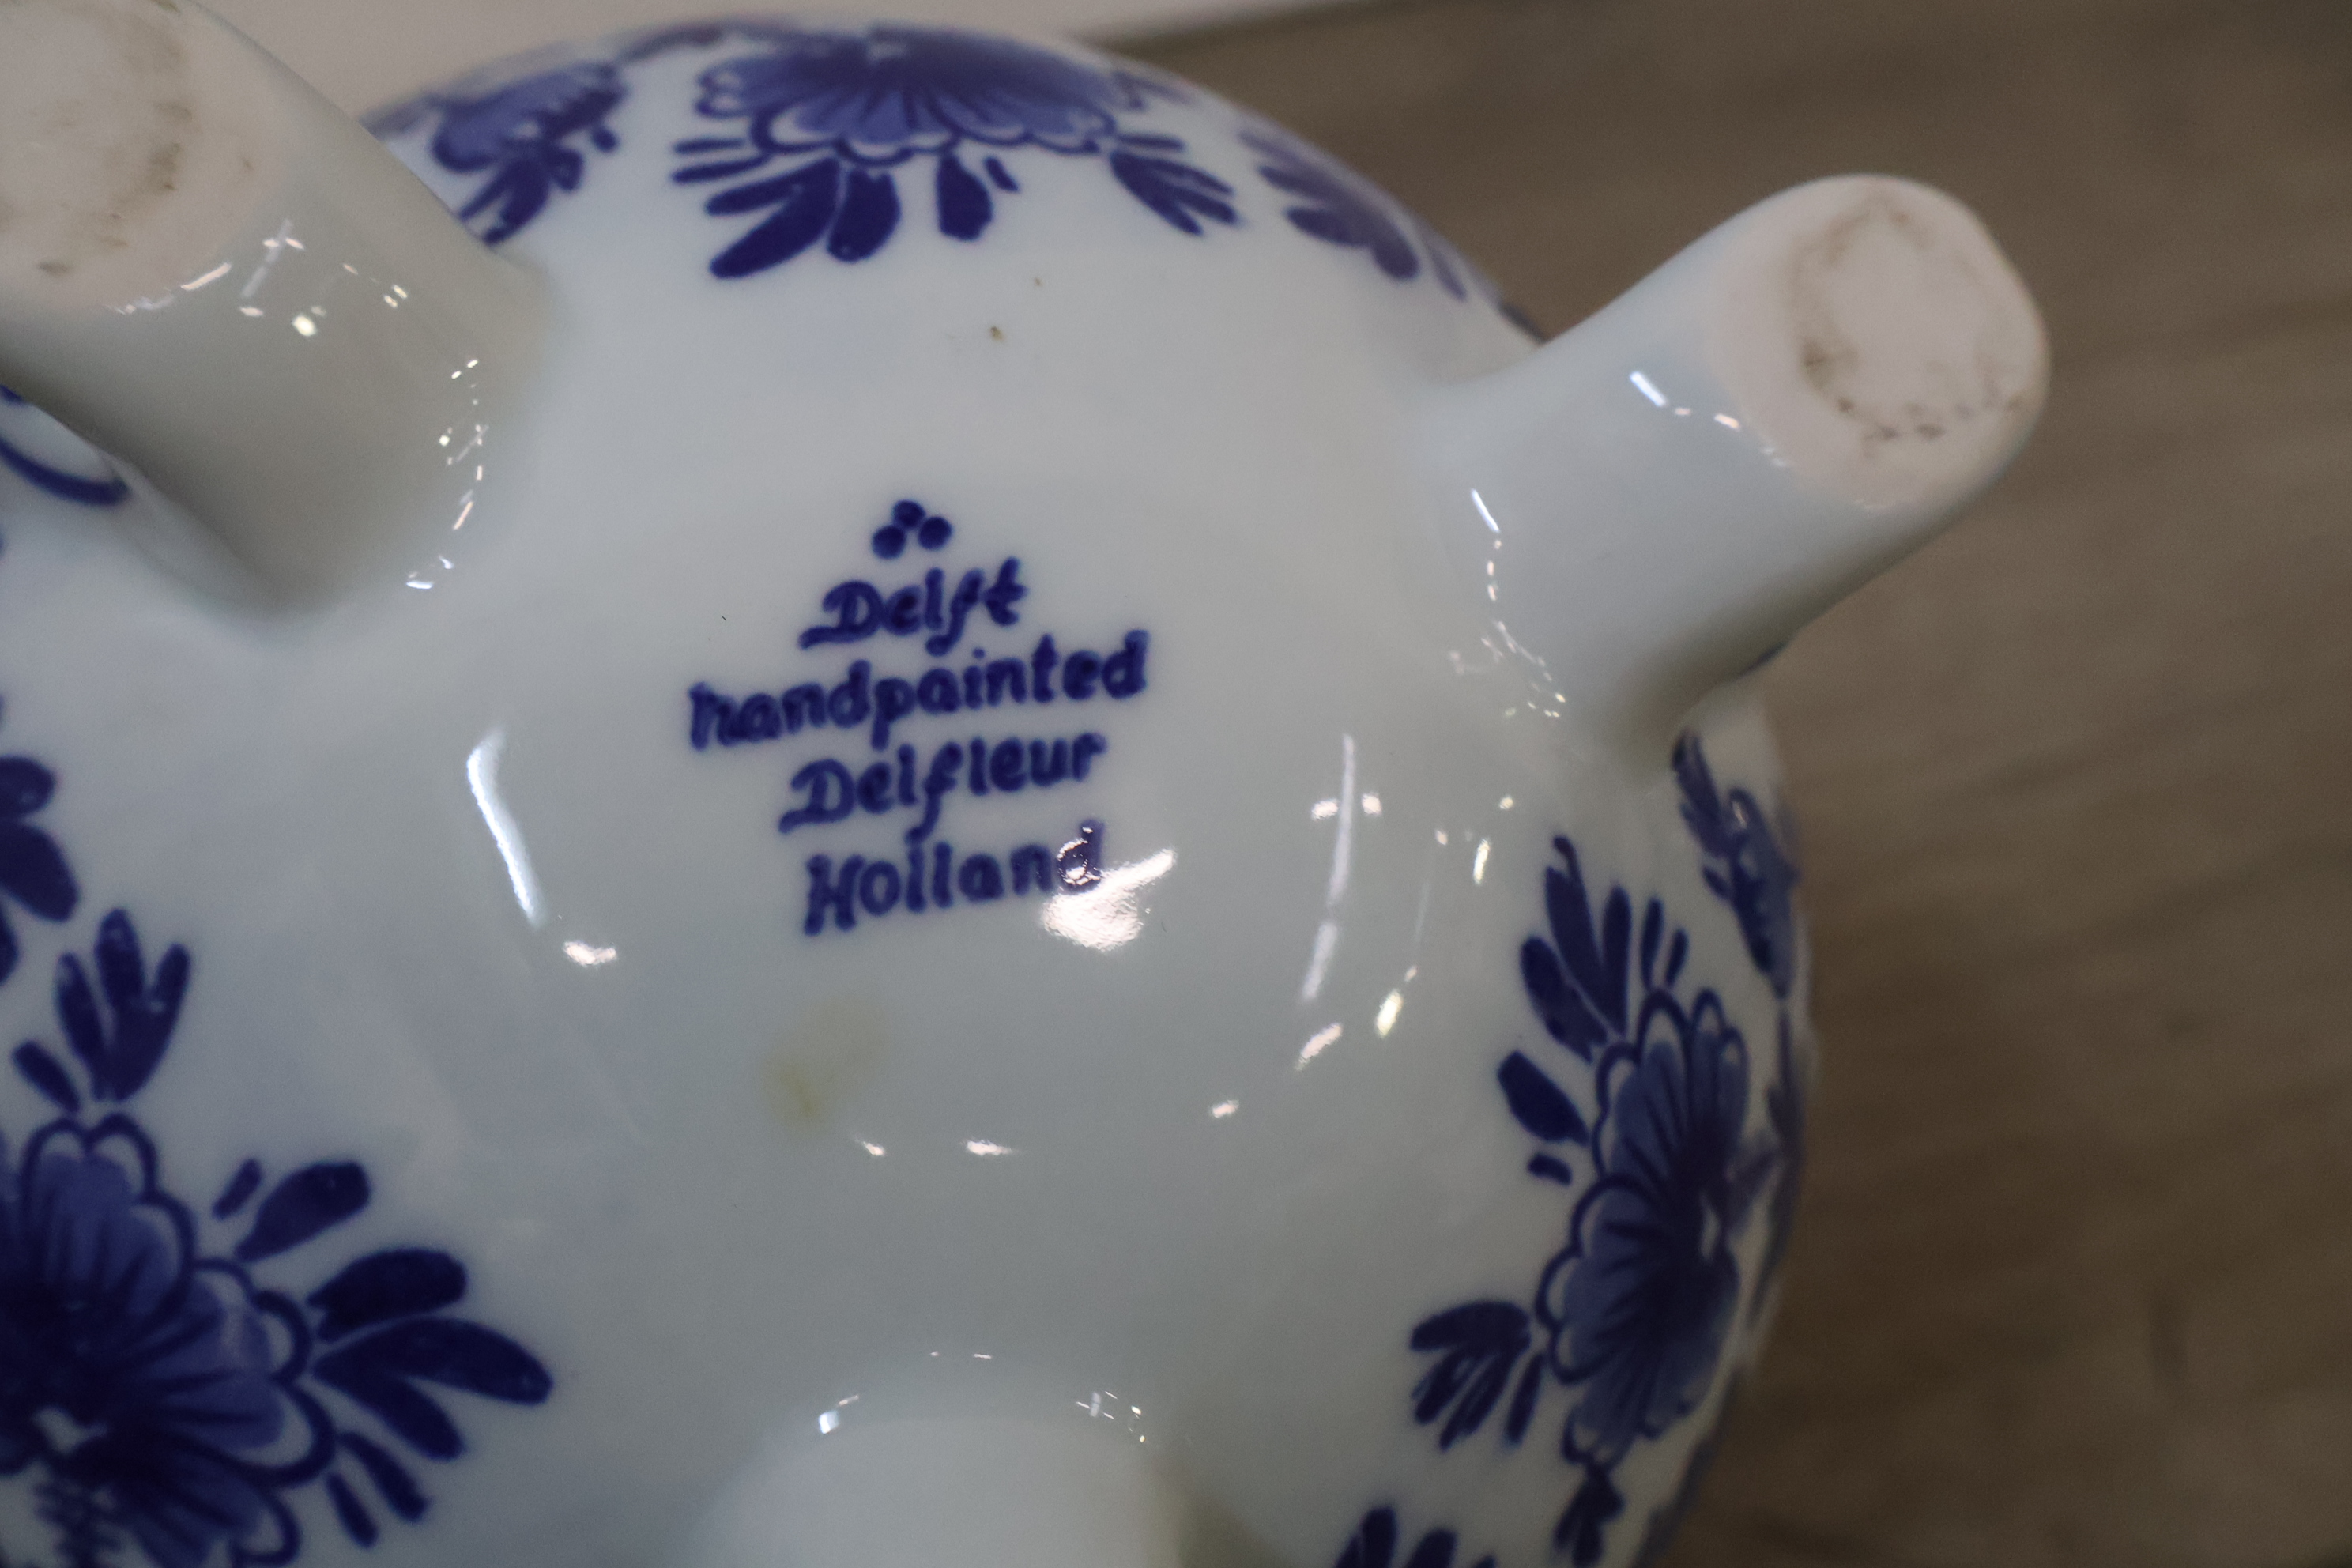 Delft
handpainted
Delfleur
Holland